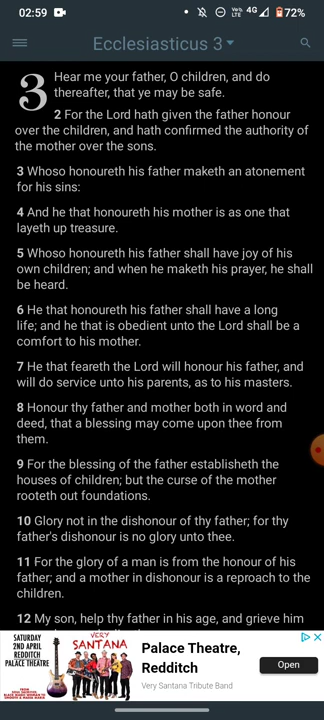 02:59
4G 72%
Ecclesiasticus 3
3 Hear me your father, O children, and do
thereafter, that ye may be safe.
2 For the Lord hath given the father honour
over the children, and hath confirmed the authority of
the mother over the sons.
3 Whoso honoureth his father maketh an atonement
for his sins:
4 And he that honoureth his mother is as one that
layeth up treasure.
5 Whoso honoureth his father shall have joy of his
own children; and when he maketh his prayer, he shall
be heard.
6 He that honoureth his father shall have a long
life; and he that is obedient unto the Lord shall be a
comfort to his mother.
7 He that feareth the Lord will honour his father, and
will do service unto his parents, as to his masters.
8 Honour thy father and mother both in word and
deed, that a blessing may come upon thee from
them.
9 For the blessing of the father establisheth the
houses of children; but the curse of the mother
rooteth out foundations.
10 Glory not in the dishonour of thy father; for thy
father's dishonour is no glory unto thee.
11 For the glory of a man is from the honour of his
father; and a mother in dishonour is a reproach to the
children.
12 My son, help thy father in his age, and grieve him
SATURDAY
2ND APRIL
REDDITCH
PALACE THEATRE
VERY
SANTANA
Palace Theatre,
Redditch
Very Santana Tribute Band
Open